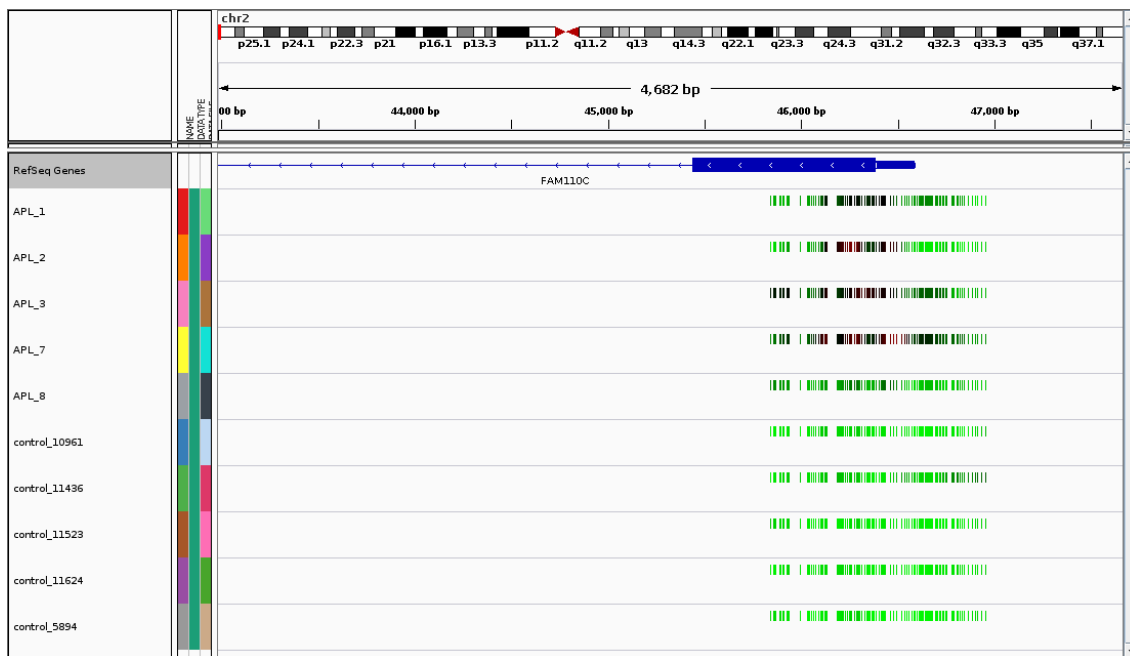 chr2
p25.1 p24.1 p22.3 p21 p16.1 p13.3 p11.2 q11.2 q13 q14.3 q22.1 q23.3 q24.3 q31.2 q32.3 q33.3 q35 q37.1
4,682 bp
00 bp 44,000 bp 45,000 bp 46,000 bp 47,000 bp
NAME
DATA TYPE
RefSeq Genes
FAM110C
APL_1
APL_2
APL_3
APL_7
APL_8
control_10961
control_11436
control_11523
control_11624
control_5894